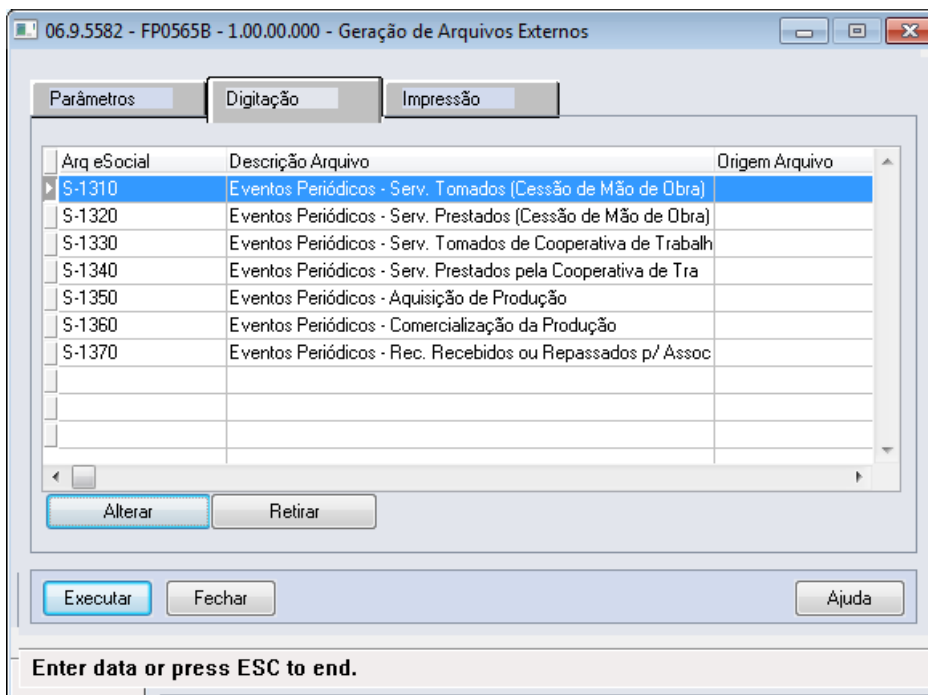 06.9.5582 - FP0565B - 1.00.00.000 - Geração de Arquivos Externos
Parâmetros Digitação Impressão
Arq eSocial Descrição Arquivo Origem Arquivo
S-1310 Eventos Periódicos - Serv. Tomados (Cessão de Mão de Obra)
S-1320 Eventos Periódicos - Serv. Prestados (Cessão de Mão de Obra)
S-1330 Eventos Periódicos - Serv. Tomados de Cooperativa de Trabalh
S-1340 Eventos Periódicos - Serv. Prestados pela Cooperativa de Tra
S-1350 Eventos Periódicos - Aquisição de Produção
S-1360 Eventos Periódicos - Comercialização da Produção
S-1370 Eventos Periódicos - Rec. Recebidos ou Repassados p/ Assoc
Alterar Retirar
Executar Fechar Ajuda
Enter data or press ESC to end.